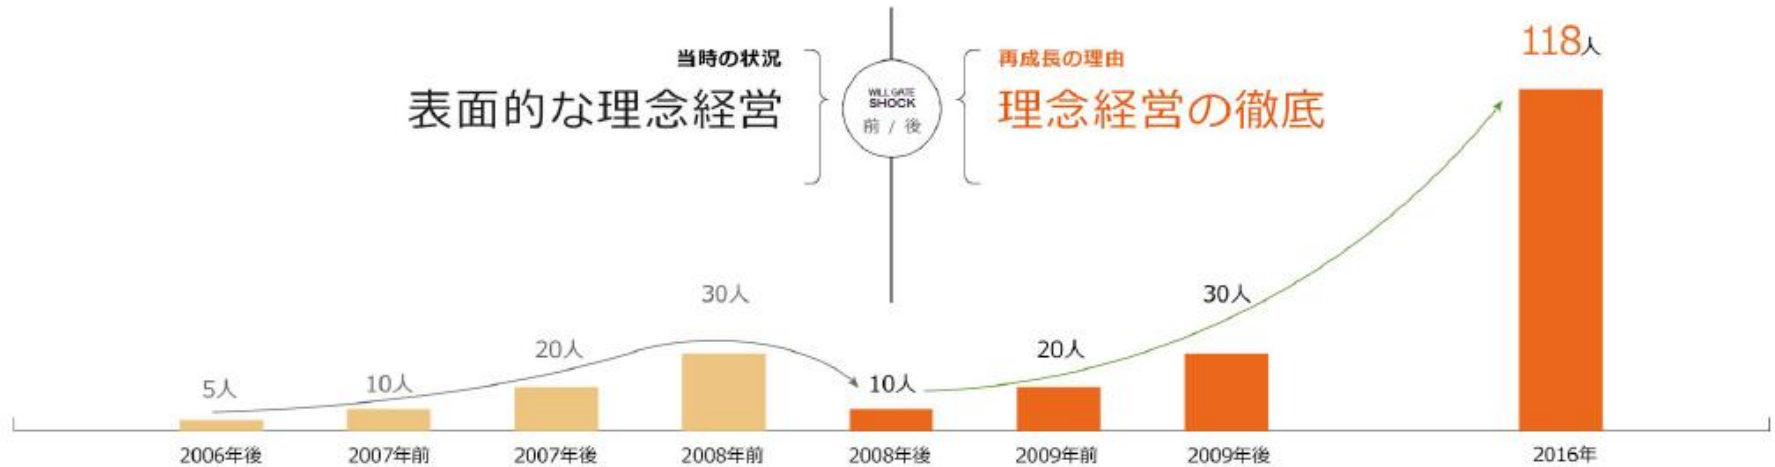 当時の状況
表面的な理念経営
WILLGATE
SHOCK
前 / 後
再成長の理由
理念経営の徹底
118人
5人
10人
20人
30人
10人
20人
30人
2006年後
2007年前
2007年後
2008年前
2008年後
2009年前
2009年後
2016年